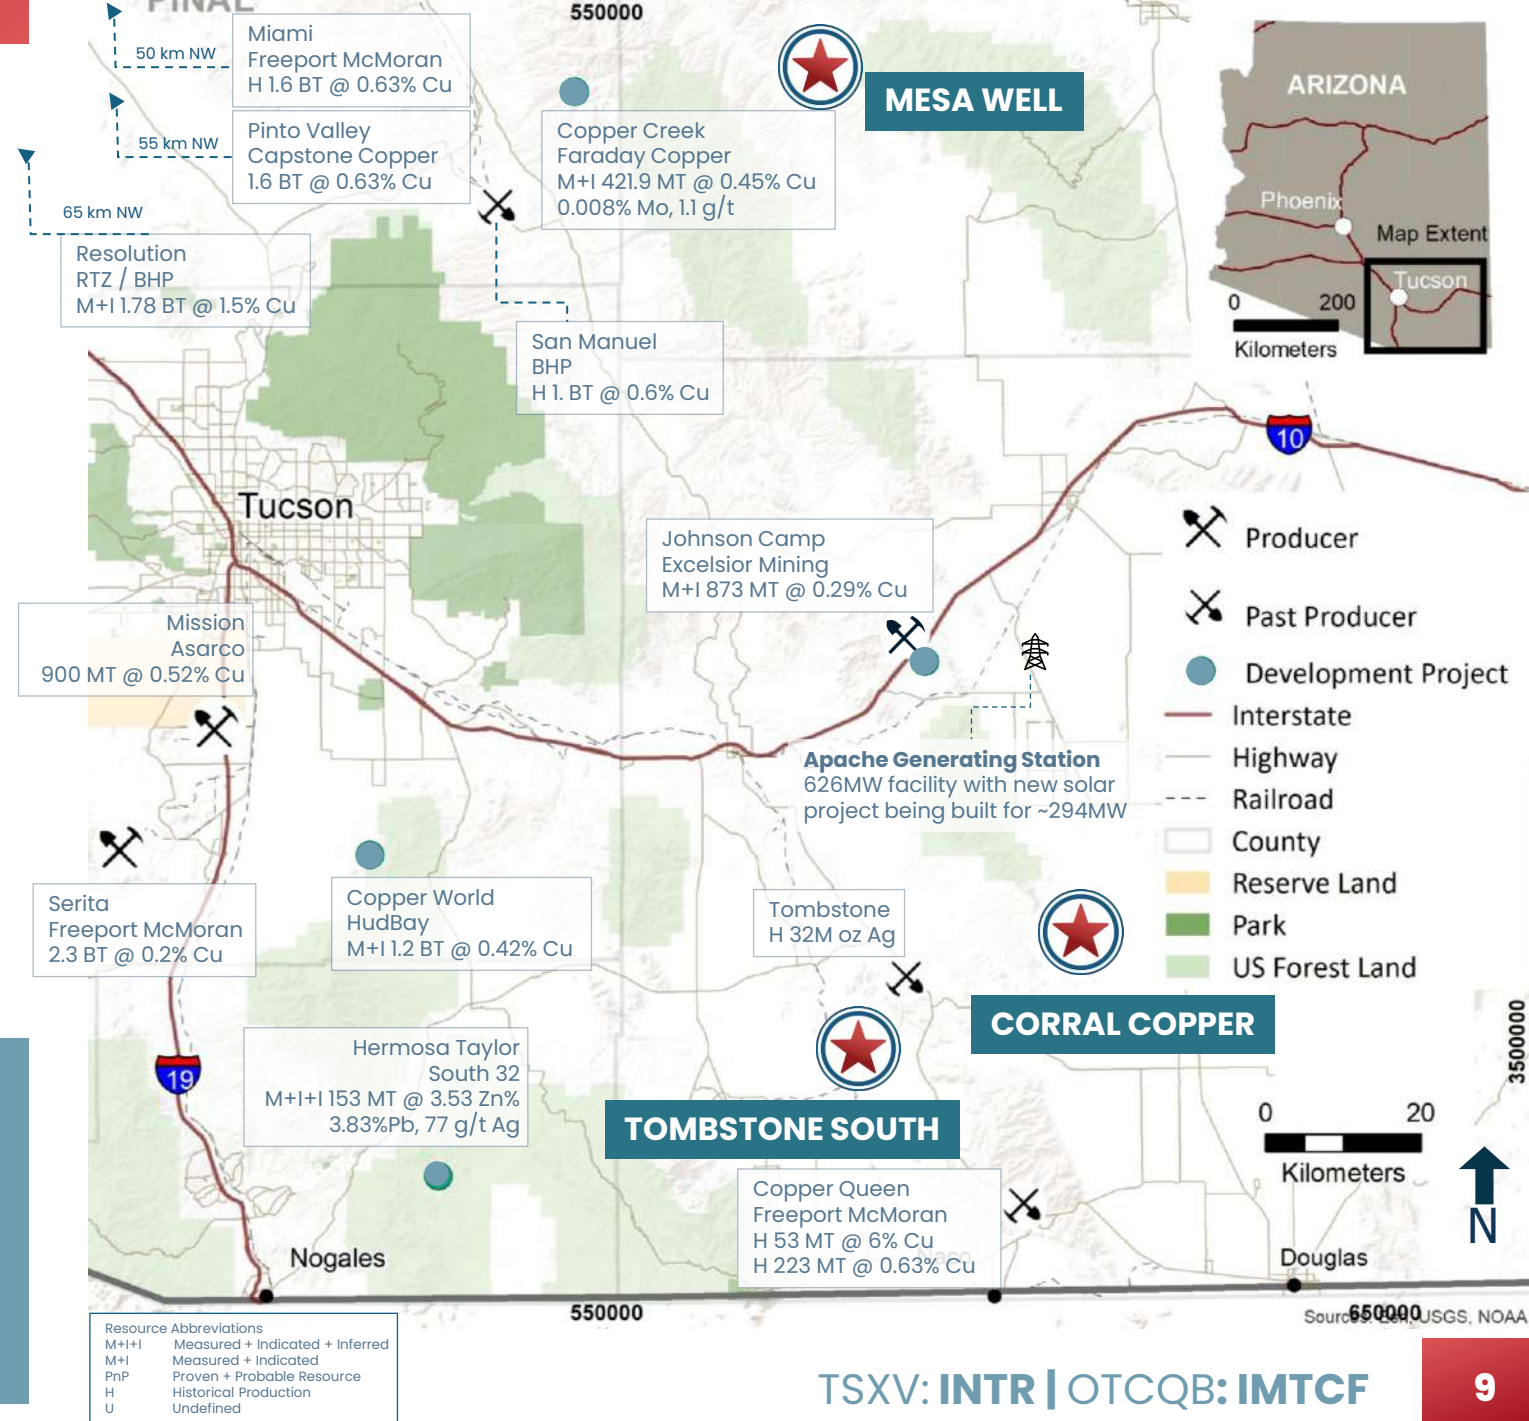 PINAL
550000
50 km NW
Miami
Freeport McMoran
H 1.6 BT @ 0.63% Cu
55 km NW
Pinto Valley
Capstone Copper
1.6 BT @ 0.63% Cu
65 km NW
Resolution
RTZ / BHP
M+I 1.78 BT @ 1.5% Cu
Copper Creek
Faraday Copper
M+I 421.9 MT @ 0.45% Cu
0.008% Mo, 1.1 g/t
MESA WELL
ARIZONA
Phoenix
Map Extent
Tucson
0 200
Kilometers
San Manuel
BHP
H 1. BT @ 0.6% Cu
10
Tucson
Johnson Camp
Excelsior Mining
M+I 873 MT @ 0.29% Cu
Mission
Asarco
900 MT @ 0.52% Cu
Apache Generating Station
626MW facility with new solar
project being built for ~294MW
Producer
Past Producer
Development Project
Interstate
Highway
Railroad
County
Reserve Land
Park
US Forest Land
Serita
Freeport McMoran
2.3 BT @ 0.2% Cu
Copper World
HudBay
M+I 1.2 BT @ 0.42% Cu
Tombstone
H 32M oz Ag
CORRAL COPPER
3500000
19
Hermosa Taylor
South 32
M+I+I 153 MT @ 3.53 Zn%
3.83%Pb, 77 g/t Ag
TOMBSTONE SOUTH
0 20
Kilometers
N
Copper Queen
Freeport McMoran
H 53 MT @ 6% Cu
H 223 MT @ 0.63% Cu
Naco
Nogales
Douglas
550000
650000
Sources: Esri, USGS, NOAA
Resource Abbreviations
M+I+I Measured + Indicated + Inferred
M+I Measured + Indicated
PnP Proven + Probable Resource
H Historical Production
U Undefined
TSXV: INTR | OTCQB: IMTCF
9